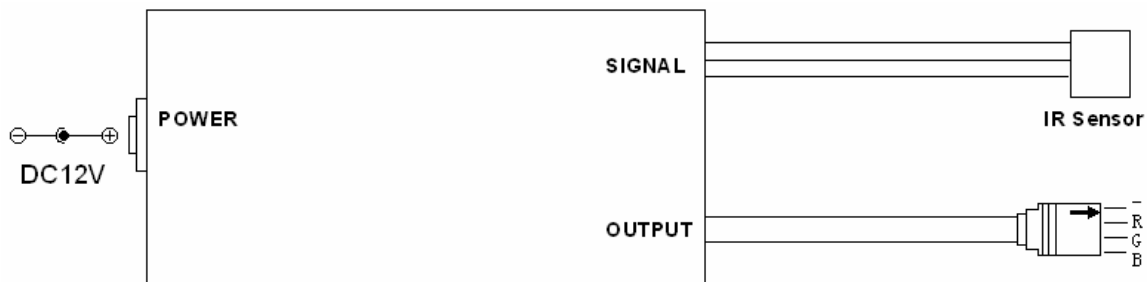 SIGNAL
POWER
IR Sensor
DC12V
OUTPUT
-
R
G
B